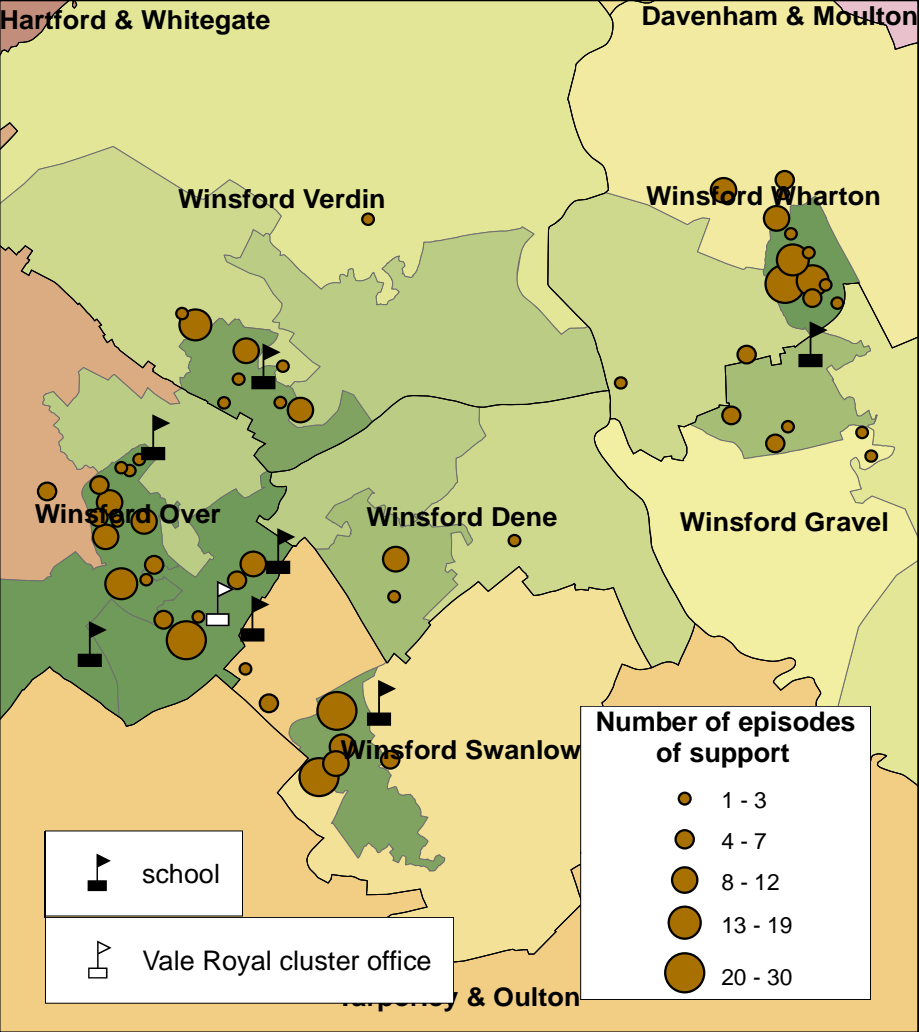 Hartford & Whitegate
Davenham & Moulton
Winsford Verdin
Winsford Wharton
Winsford Over
Winsford Dene
Winsford Gravel
Winsford Swanlow
Number of episodes
of support
1 - 3
4 - 7
8 - 12
13 - 19
20 - 30
school
Vale Royal cluster office
Tarporley & Oulton